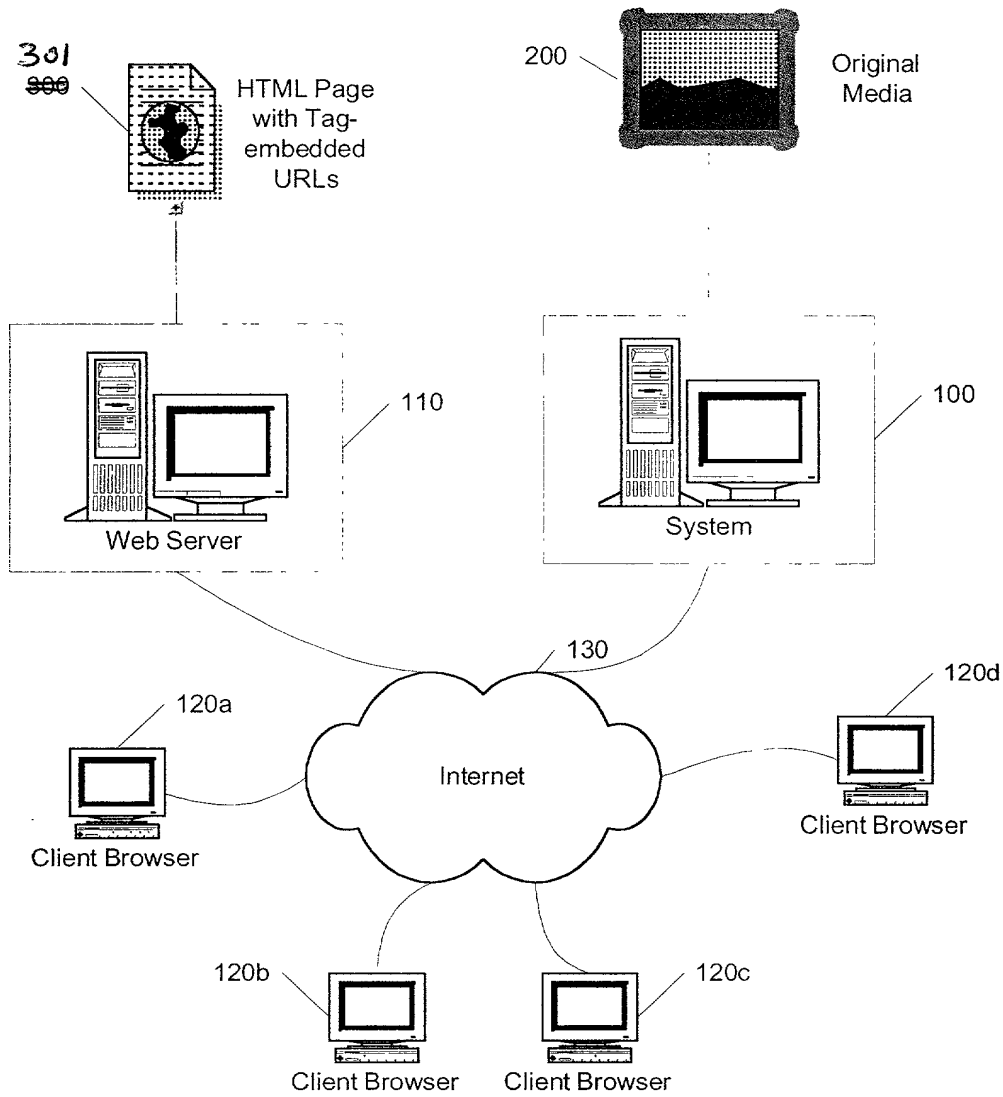 301
300
HTML Page
with Tag-
embedded
URLs
200
Original
Media
110
Web Server
100
System
130
120a
Internet
120d
Client Browser
Client Browser
120b
120c
Client Browser
Client Browser